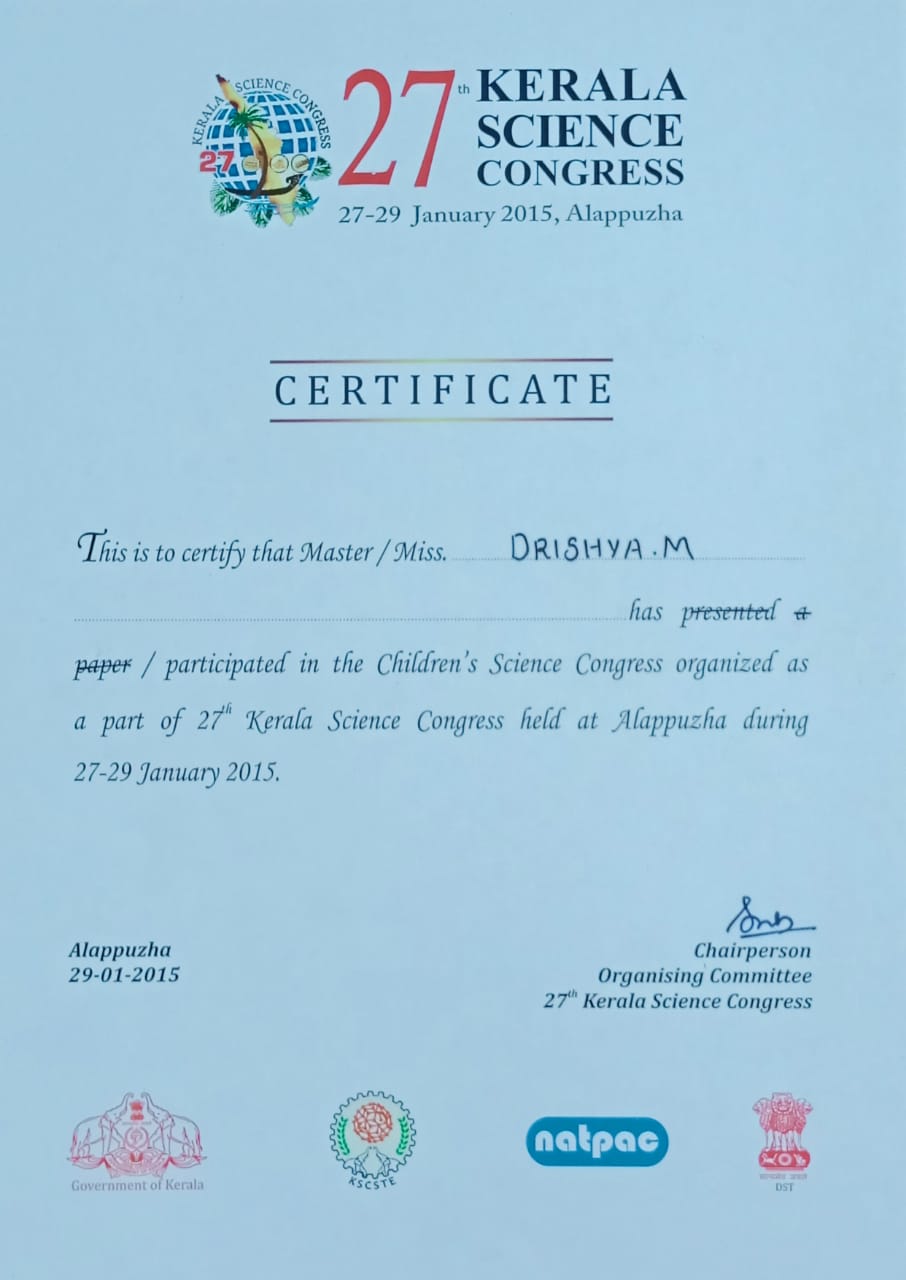 KERALA SCIENCE CONGRESS
27
27th KERALA
SCIENCE
CONGRESS
27-29 January 2015, Alappuzha
CERTIFICATE
This is to certify that Master / Miss. DRISHYA.M
has presented a
paper / participated in the Children's Science Congress organized as
a part of 27th Kerala Science Congress held at Alappuzha during
27-29 January 2015.
Alappuzha
29-01-2015
Chairperson
Organising Committee
27th Kerala Science Congress
Government of Kerala
KSCSTE
natpac
सत्यमेव जयते
DST